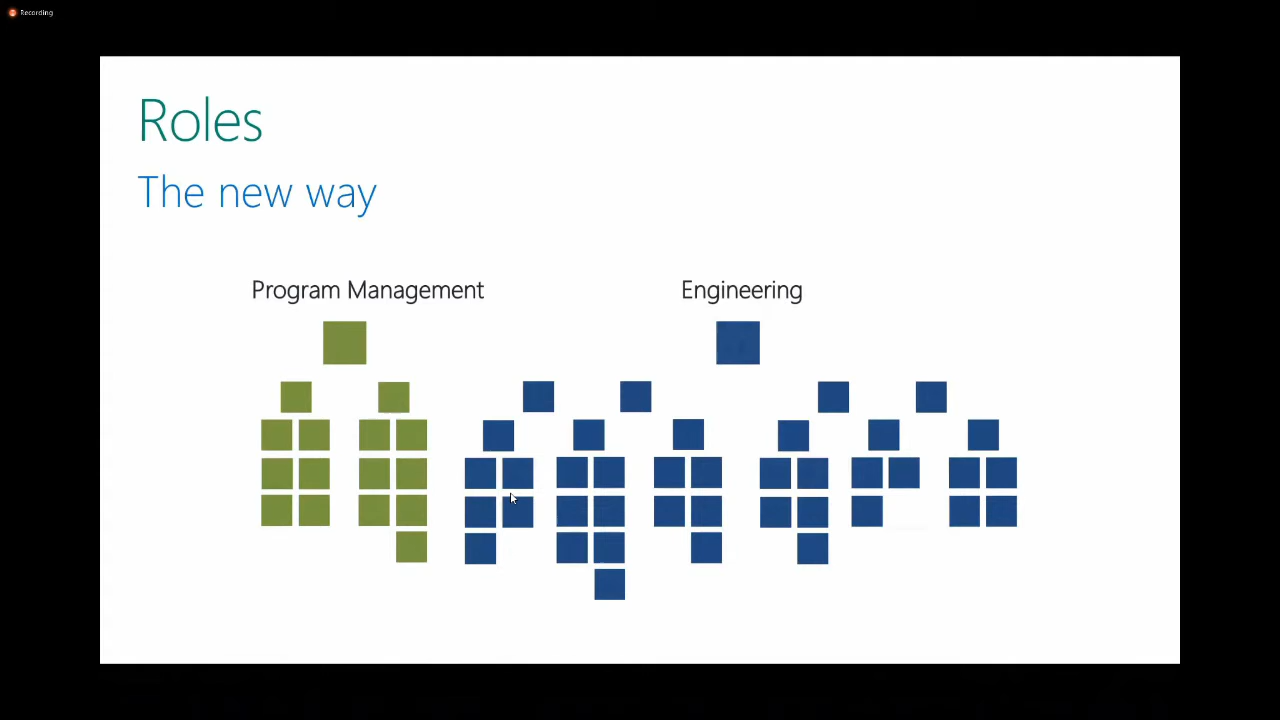 Recording
Roles
The new way
Program Management
Engineering